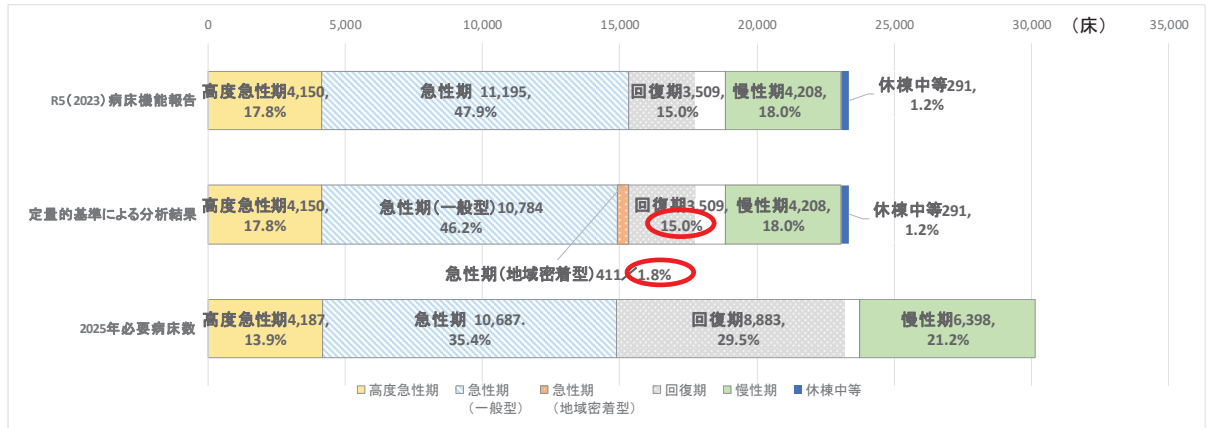 0 5,000 10,000 15,000 20,000 25,000 30,000 (床) 35,000
R5(2023)病床機能報告
高度急性期4,150,
17.8%
急性期 11,195,
47.9%
回復期3,509,
15.0%
慢性期4,208,
18.0%
休棟中等291,
1.2%
定量的基準による分析結果
高度急性期4,150,
17.8%
急性期(一般型)10,784
46.2%
回復期3,509,
15.0%
慢性期4,208,
18.0%
休棟中等291,
1.2%
急性期(地域密着型)411/1.8%
2025年必要病床数
高度急性期4,187,
13.9%
急性期 10,687.
35.4%
回復期8,883,
29.5%
慢性期6,398,
21.2%
高度急性期 急性期 急性期 回復期 慢性期 休棟中等
(一般型) (地域密着型)